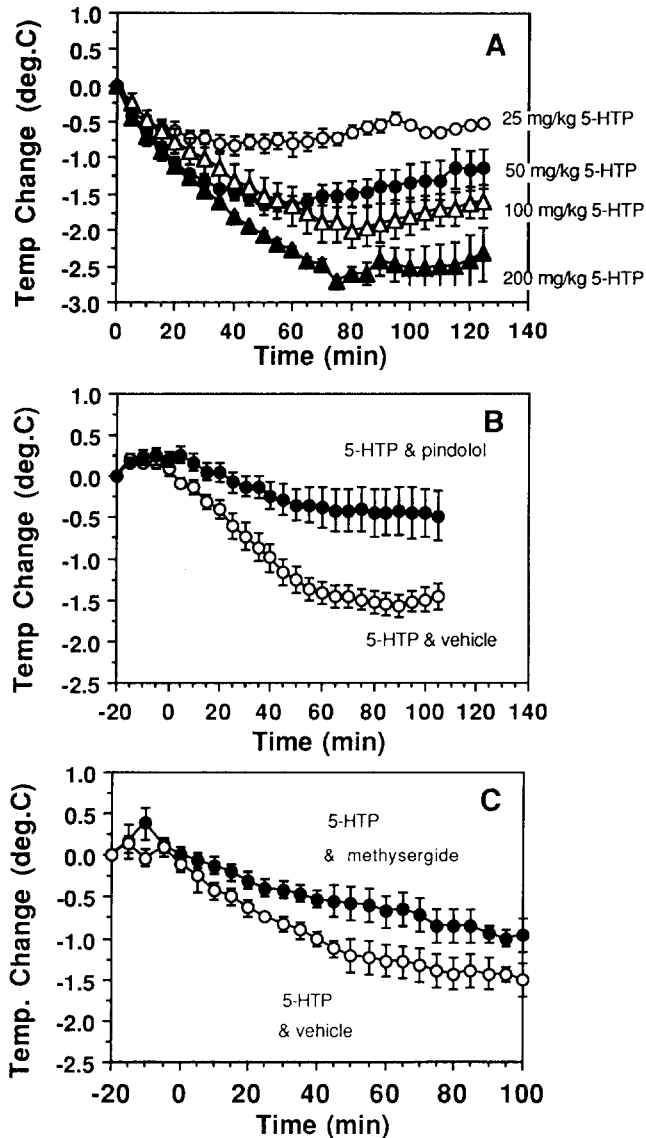 1.0
0.5
0.0
-0.5
-1.0
-1.5
-2.0
-2.5
-3.0
Temp Change (deg.C)
A
25 mg/kg 5-HTP
50 mg/kg 5-HTP
100 mg/kg 5-HTP
200 mg/kg 5-HTP
0 20 40 60 80 100 120 140
Time (min)
1.0
0.5
0.0
-0.5
-1.0
-1.5
-2.0
-2.5
Temp Change (deg.C)
B
5-HTP & pindolol
5-HTP & vehicle
-20 0 20 40 60 80 100 120 140
Time (min)
1.0
0.5
0.0
-0.5
-1.0
-1.5
-2.0
-2.5
Temp. Change (deg.C)
C
5-HTP
& methysergide
5-HTP
& vehicle
-20 0 20 40 60 80 100
Time (min)